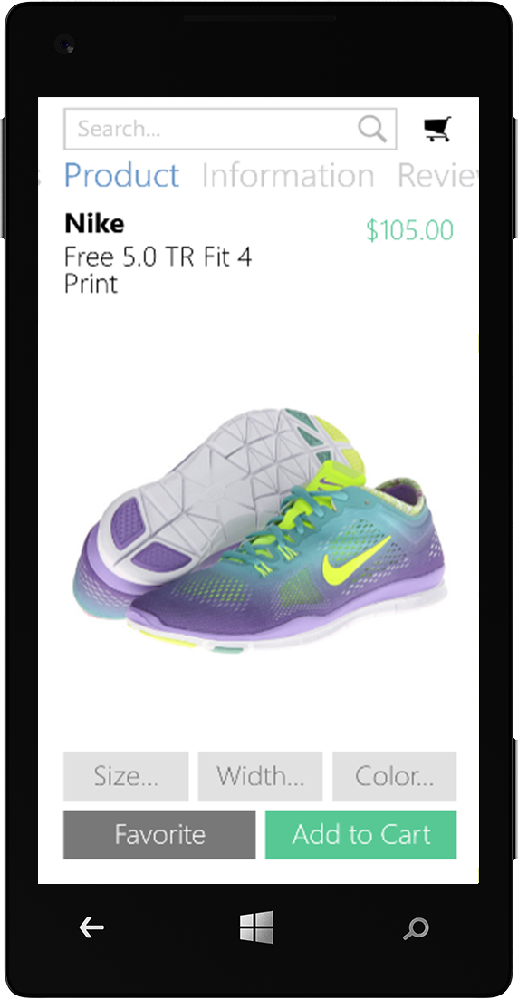 Search...
s Product Information Review
Nike
$105.00
Free 5.0 TR Fit 4
Print
Size... Width... Color...
Favorite Add to Cart